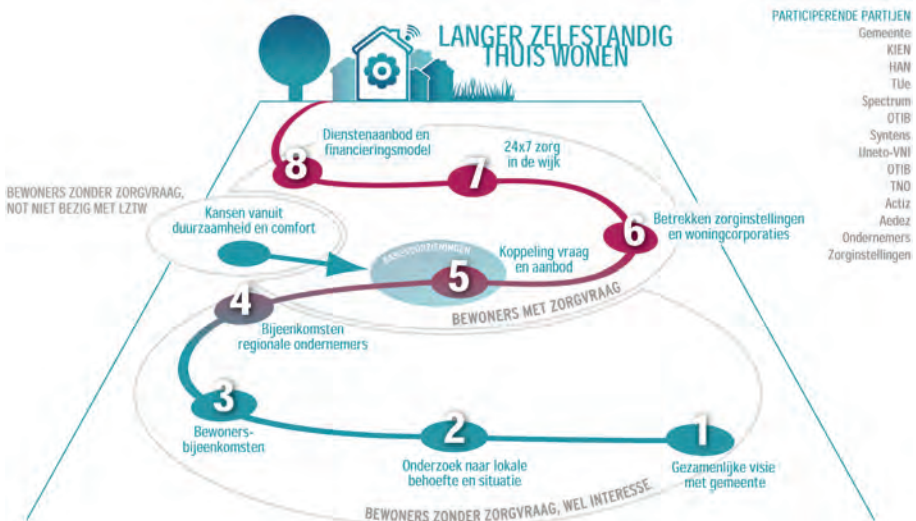 LANGER ZELFSTANDIG
THUIS WONEN
PARTICIPERENDE PARTIJEN
Gemeente
KIEN
HAN
TUe
Spectrum
OTIB
Syntens
Uneto-VNI
OTIB
TNO
Actiz
Aedez
Ondernemers
Zorginstellingen
8
Dienstenaanbod en
financieringsmodel
7
24x7 zorg
in de wijk
6
Betrekken zorginstellingen
en woningcorporaties
BEWONERS ZONDER ZORGVRAAG,
NOT NIET BEZIG MET LZTW
Kansen vanuit
duurzaamheid en comfort
BASISVOORZIENINGEN
5
Koppeling vraag
en aanbod
BEWONERS MET ZORGVRAAG
4
Bijeenkomsten
regionale ondernemers
3
Bewoners-
bijeenkomsten
2
Onderzoek naar lokale
behoefte en situatie
1
Gezamenlijke visie
met gemeente
BEWONERS ZONDER ZORGVRAAG, WEL INTERESSE